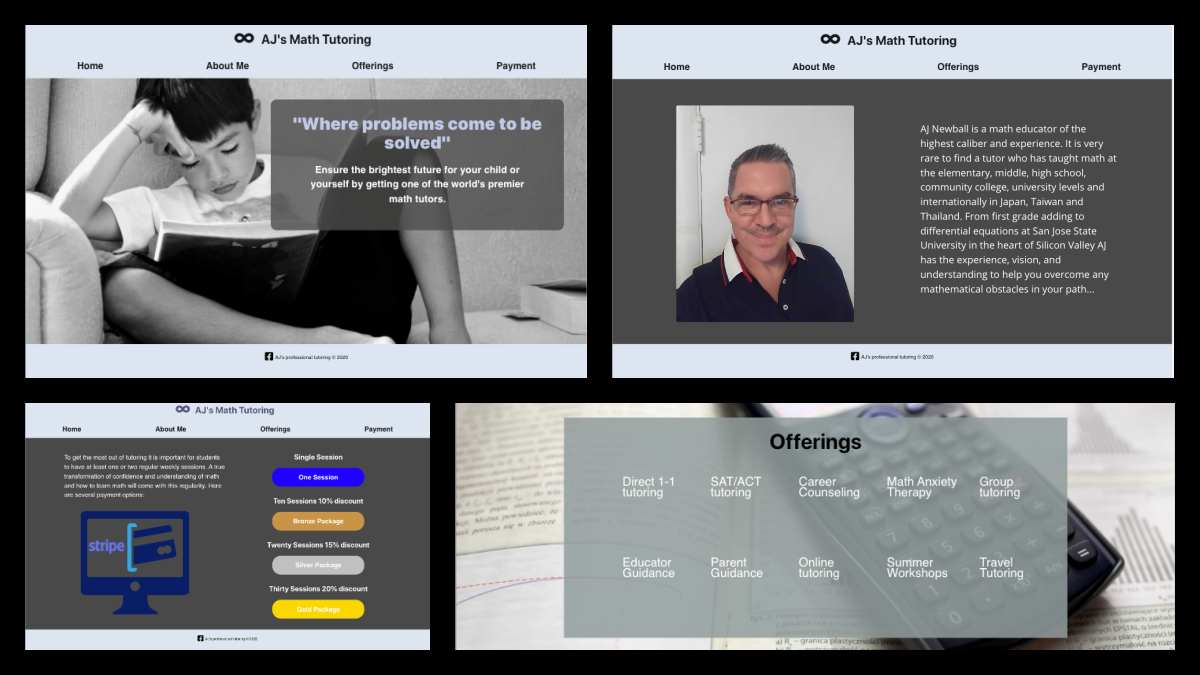 AJ's Math Tutoring
Home About Me Offerings Payment
"Where problems come to be
solved"
Ensure the brightest future for your child or
yourself by getting one of the world's premier
math tutors.
AJ's professional tutoring © 2020
AJ's Math Tutoring
Home About Me Offerings Payment
AJ Newball is a math educator of the
highest caliber and experience. It is very
rare to find a tutor who has taught math at
the elementary, middle, high school,
community college, university levels and
internationally in Japan, Taiwan and
Thailand. From first grade adding to
differential equations at San Jose State
University in the heart of Silicon Valley AJ
has the experience, vision, and
understanding to help you overcome any
mathematical obstacles in your path...
AJ's professional tutoring © 2020
AJ's Math Tutoring
Home About Me Offerings Payment
To get the most out of tutoring it is important for students
to have at least one or two regular weekly sessions. A true
transformation of confidence and understanding of math
and how to learn math will come with this regularity. Here
are several payment options:
stripe
Single Session
One Session
Ten Sessions 10% discount
Bronze Package
Twenty Sessions 15% discount
Silver Package
Thirty Sessions 20% discount
Gold Package
AJ's professional tutoring © 2020
Offerings
Direct 1-1
tutoring
SAT/ACT
tutoring
Career
Counseling
Math Anxiety
Therapy
Group
tutoring
Educator
Guidance
Parent
Guidance
Online
tutoring
Summer
Workshops
Travel
Tutoring